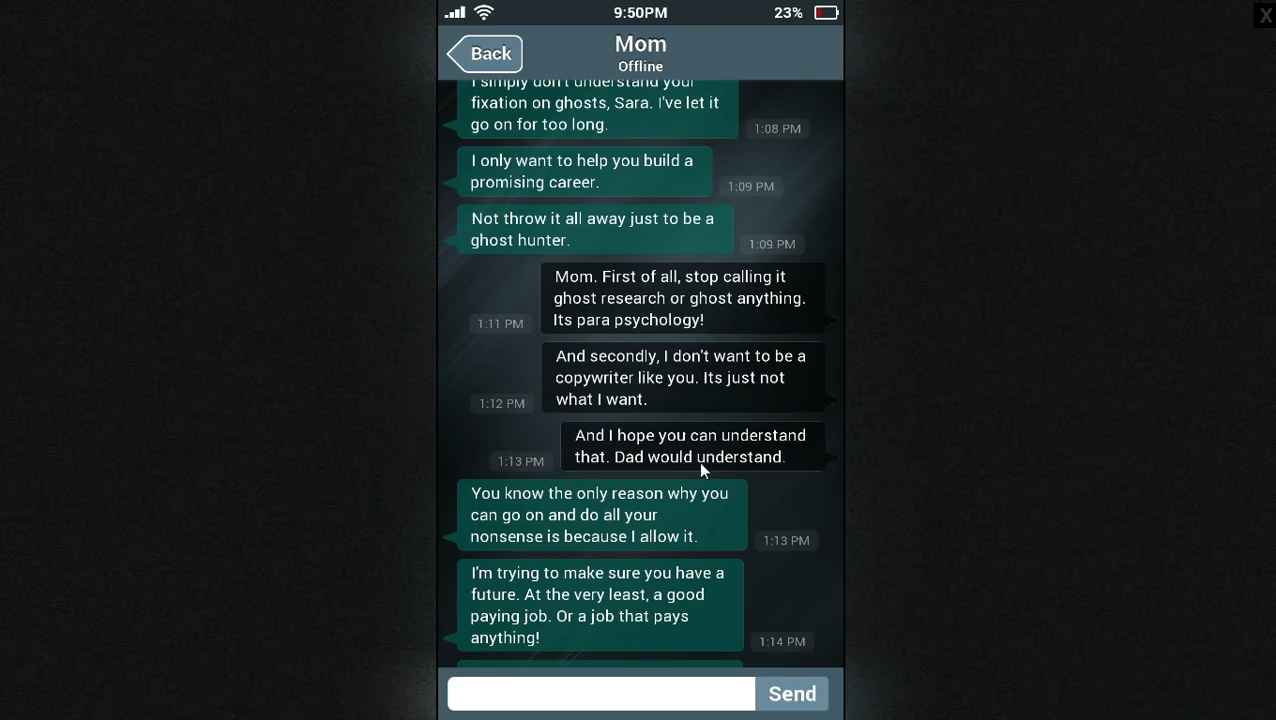 9:50PM
23%
X
Back
Mom
Offline
I simply don't understand your
fixation on ghosts, Sara. I've let it
go on for too long.
1:08 PM
I only want to help you build a
promising career.
1:09 PM
Not throw it all away just to be a
ghost hunter.
1:09 PM
Mom. First of all, stop calling it
ghost research or ghost anything.
Its para psychology!
1:11 PM
And secondly, I don't want to be a
copywriter like you. Its just not
what I want.
1:12 PM
And I hope you can understand
that. Dad would understand.
1:13 PM
You know the only reason why you
can go on and do all your
nonsense is because I allow it.
1:13 PM
I'm trying to make sure you have a
future. At the very least, a good
paying job. Or a job that pays
anything!
1:14 PM
Send